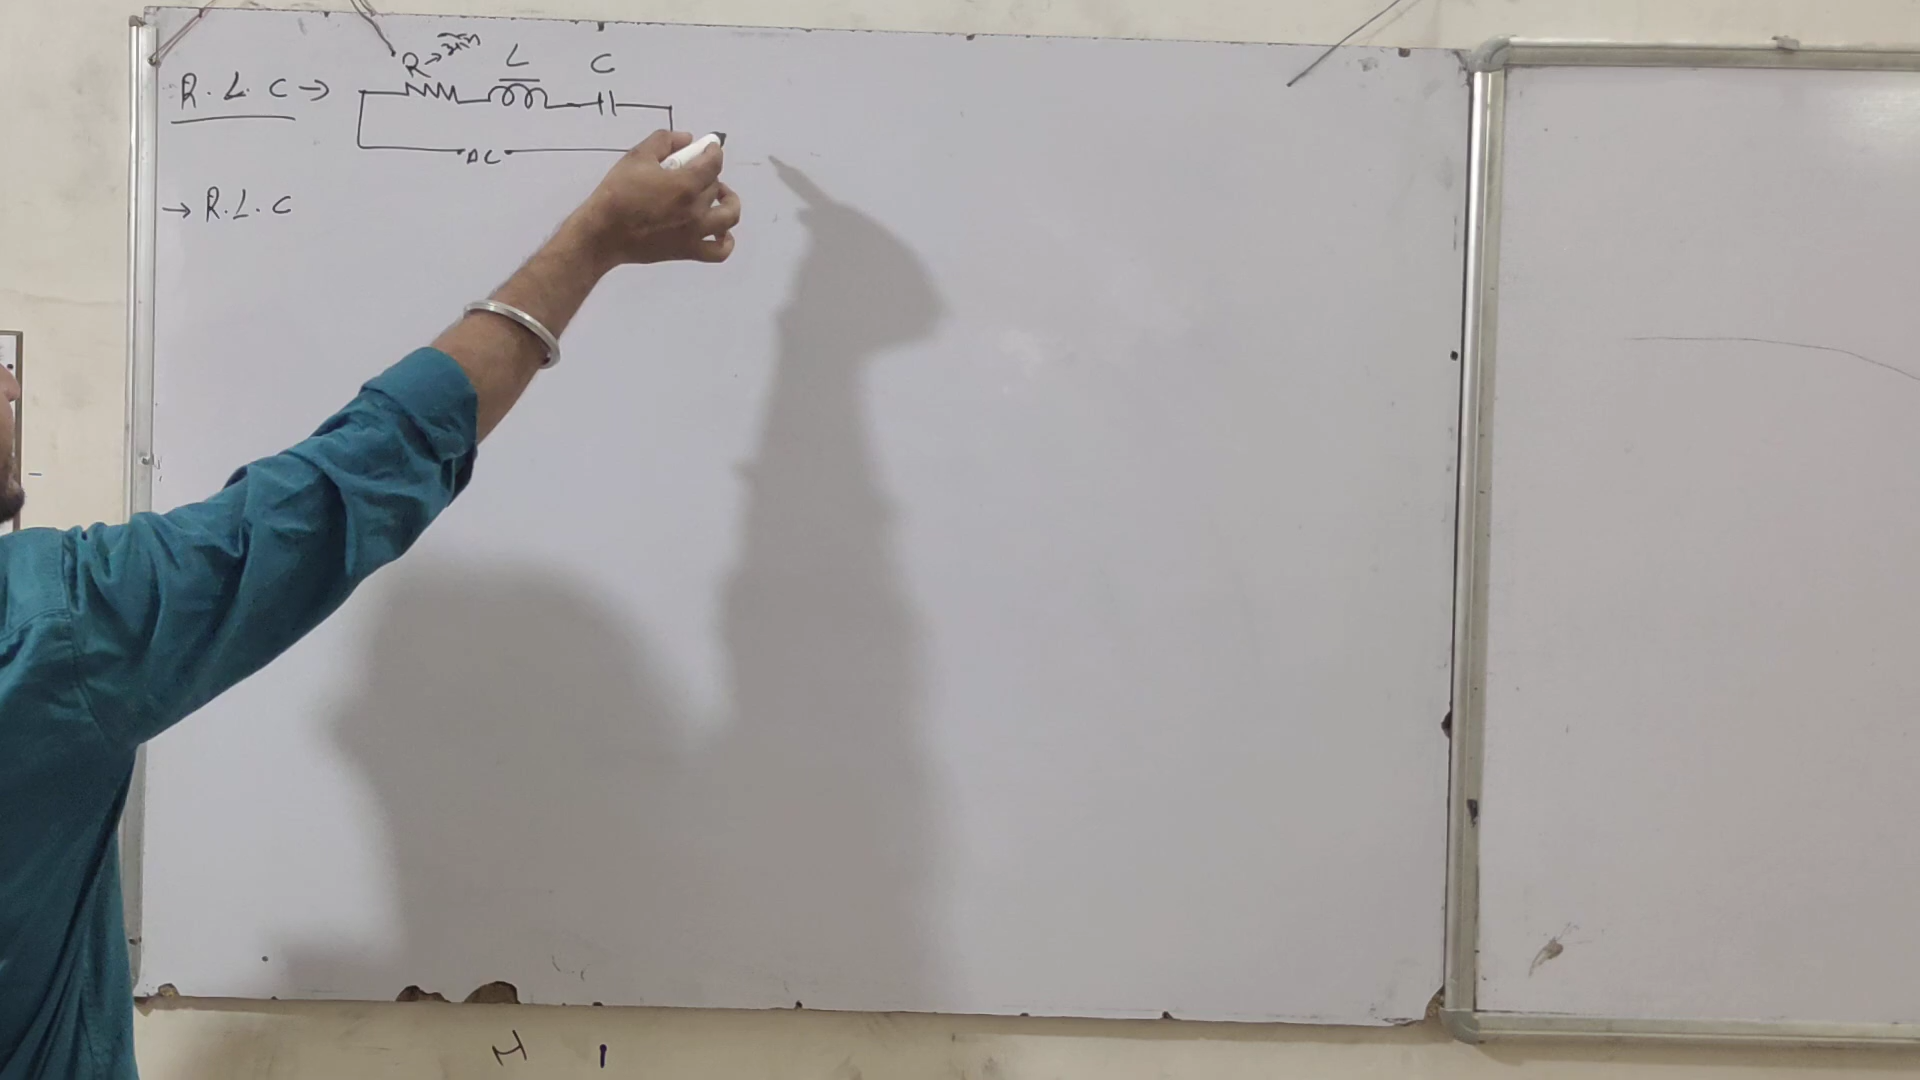 R. L. C → R → L C
AC
→ R. L. C
H I